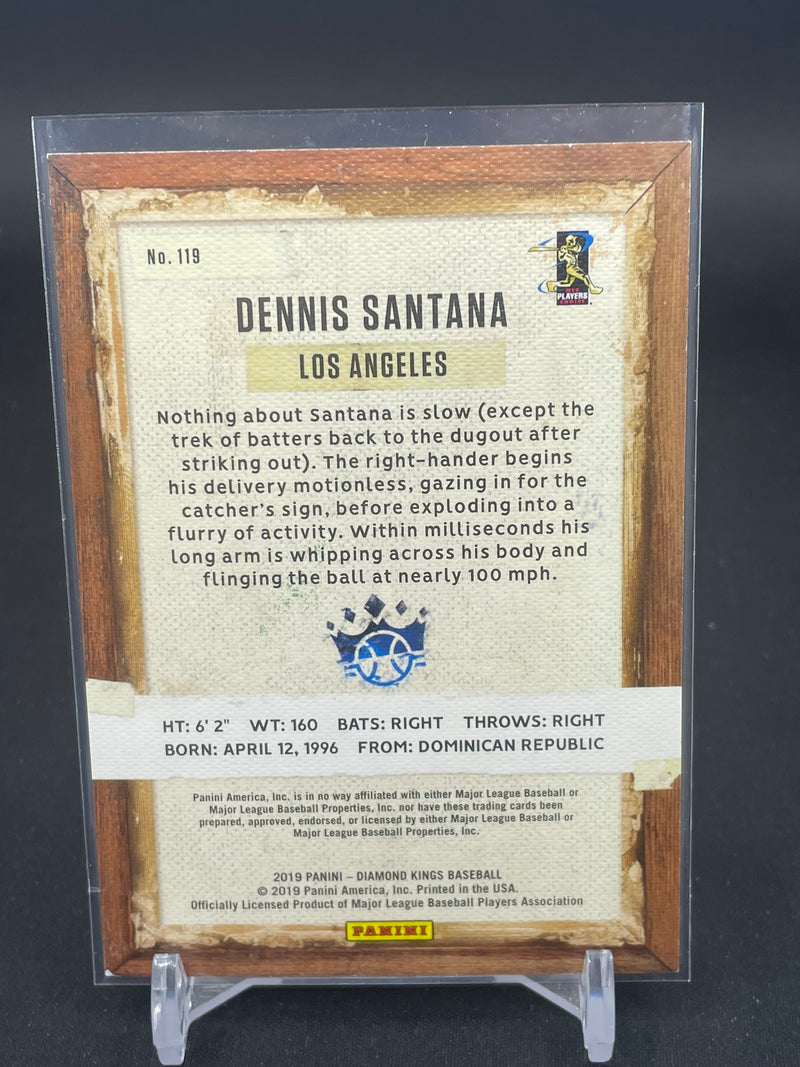 No. 119
MLB PLAYERS CHOICE
DENNIS SANTANA
LOS ANGELES
Nothing about Santana is slow (except the
trek of batters back to the dugout after
striking out). The right-hander begins
his delivery motionless, gazing in for the
catcher's sign, before exploding into a
flurry of activity. Within milliseconds his
long arm is whipping across his body and
flinging the ball at nearly 100 mph.
HT: 6' 2" WT: 160 BATS: RIGHT THROWS: RIGHT
BORN: APRIL 12, 1996 FROM: DOMINICAN REPUBLIC
Panini America, Inc. is in no way affiliated with either Major League Baseball or
Major League Baseball Properties, Inc. nor have these trading cards been
prepared, approved, endorsed, or licensed by either Major League Baseball or
Major League Baseball Properties, Inc.
2019 PANINI – DIAMOND KINGS BASEBALL
© 2019 Panini America, Inc. Printed in the USA.
Officially Licensed Product of Major League Baseball Players Association
PANINI